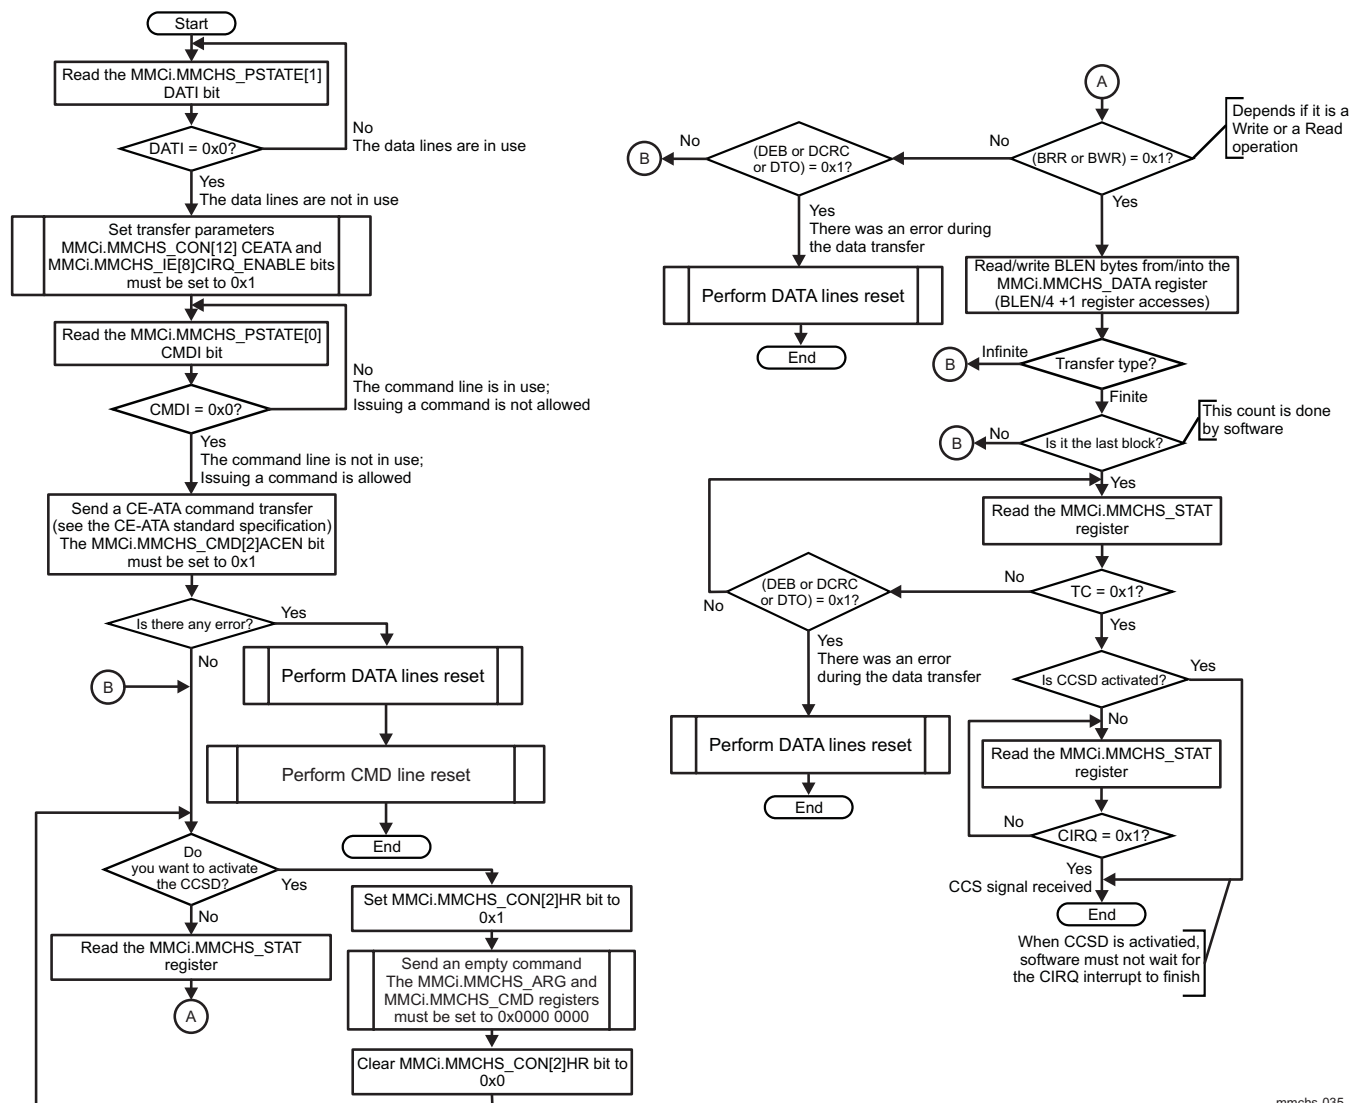 Start
Read the MMCi.MMCHS_PSTATE[1]
DATI bit
No
The data lines are in use
DATI = 0x0?
Yes
The data lines are not in use
Set transfer parameters
MMCi.MMCHS_CON[12] CEATA and
MMCi.MMCHS_IE[8]CIRQ_ENABLE bits
must be set to 0x1
Read the MMCi.MMCHS_PSTATE[0]
CMDI bit
No
The command line is in use;
Issuing a command is not allowed
CMDI = 0x0?
Yes
The command line is not in use;
Issuing a command is allowed
Send a CE-ATA command transfer
(see the CE-ATA standard specification)
The MMCi.MMCHS_CMD[2]ACEN bit
must be set to 0x1
Is there any error?
Yes
No
Perform DATA lines reset
B
Perform CMD line reset
End
Do
you want to activate
the CCSD?
Yes
No
Read the MMCi.MMCHS_STAT
register
A
Set MMCi.MMCHS_CON[2]HR bit to
0x1
Send an empty command
The MMCi.MMCHS_ARG and
MMCi.MMCHS_CMD registers
must be set to 0x0000 0000
Clear MMCi.MMCHS_CON[2]HR bit to
0x0
A
Depends if it is a
Write or a Read
operation
(BRR or BWR) = 0x1?
No
(DEB or DCRC
or DTO) = 0x1?
No
B
Yes
There was an error during
the data transfer
Perform DATA lines reset
End
Yes
Read/write BLEN bytes from/into the
MMCi.MMCHS_DATA register
(BLEN/4 +1 register accesses)
Transfer type?
Infinite
B
Finite
This count is done
by software
Is it the last block?
No
B
Yes
Read the MMCi.MMCHS_STAT
register
TC = 0x1?
No
(DEB or DCRC
or DTO) = 0x1?
No
Yes
There was an error
during the data transfer
Perform DATA lines reset
End
Yes
Is CCSD activated?
Yes
No
Read the MMCi.MMCHS_STAT
register
CIRQ = 0x1?
No
Yes
CCS signal received
End
When CCSD is activatied,
software must not wait for
the CIRQ interrupt to finish
mmchs-035